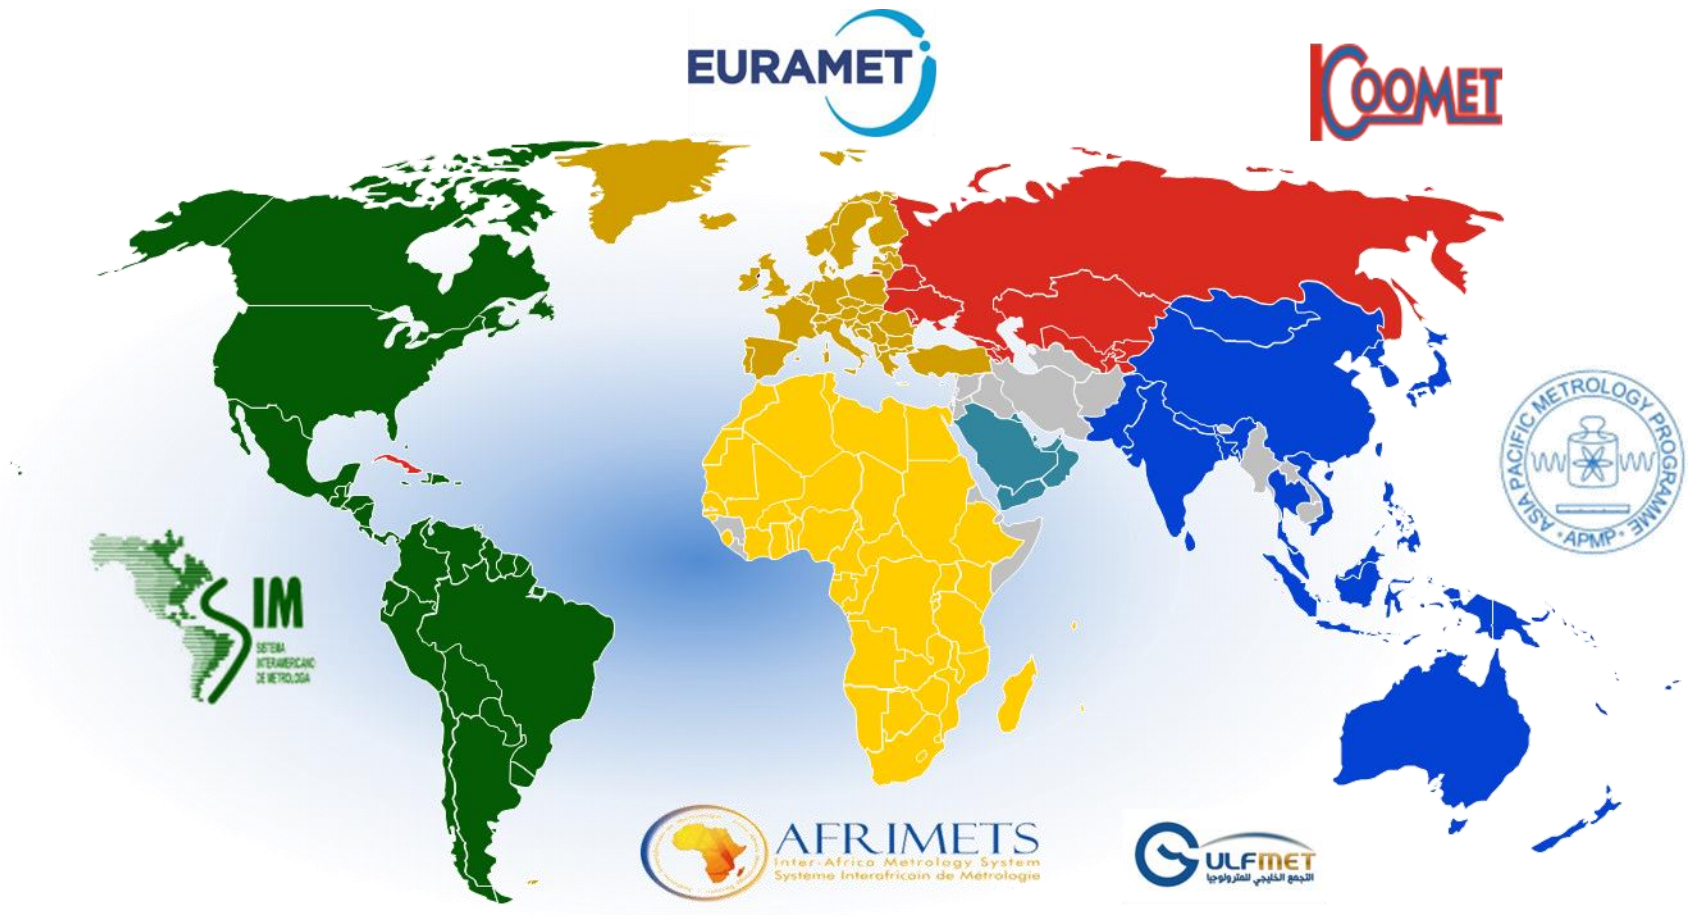 EURAMET
COOMET
ASIA PACIFIC METROLOGY PROGRAMME
•APMP•
SIM
SISTEMA
INTERAMERICANO
DE METROLOGIA
AFRIMETS
Inter-Africa Metrology System
Système Interafricain de Métrologie
GULFMET
التجمع الخليجي للمترولوجيا